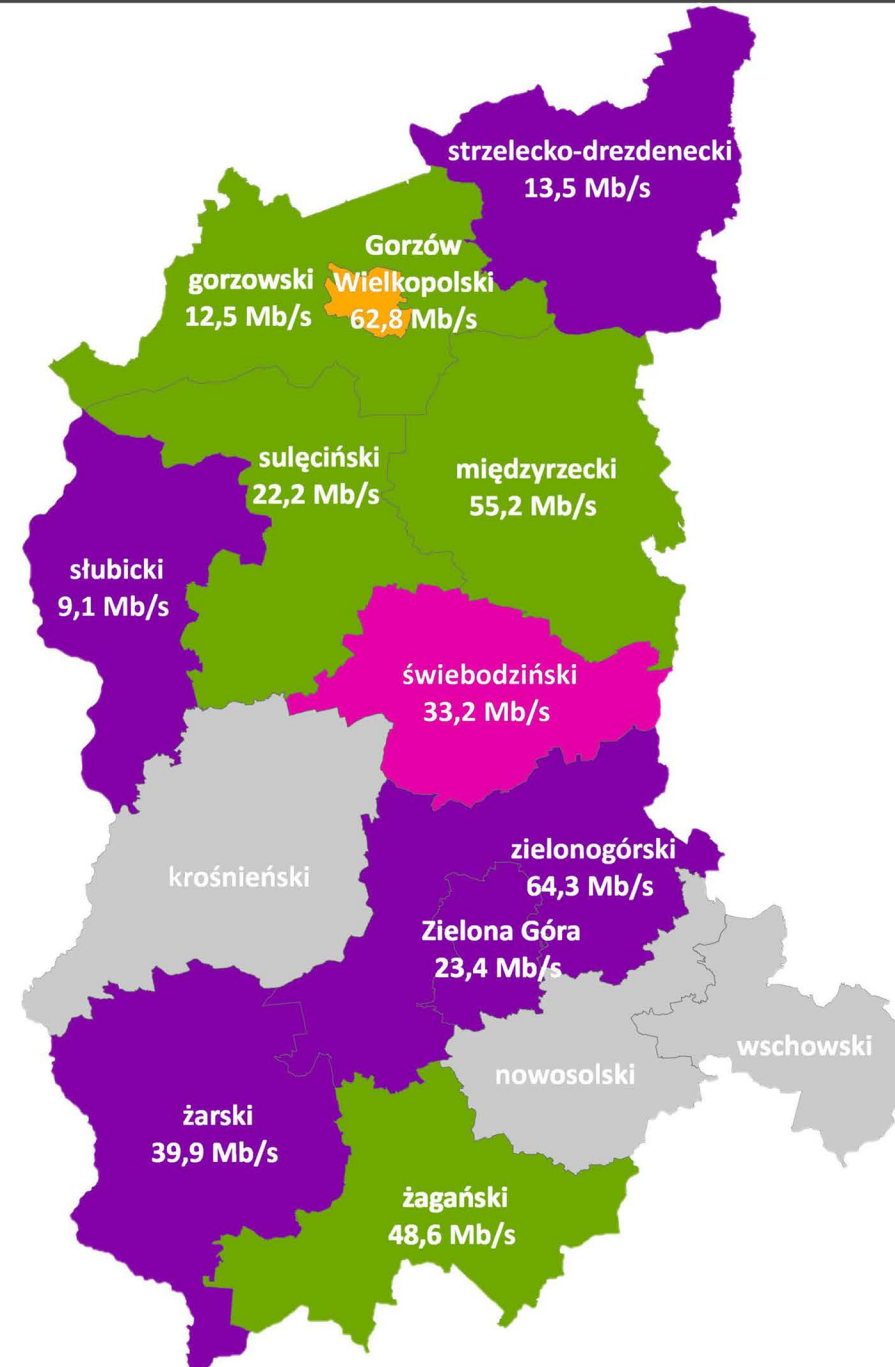 strzelecko-drezdenecki
13,5 Mb/s
Gorzów
Wielkopolski
62,8 Mb/s
gorzowski
12,5 Mb/s
sulęciński
22,2 Mb/s
międzyrzecki
55,2 Mb/s
słubicki
9,1 Mb/s
świebodziński
33,2 Mb/s
zielonogórski
64,3 Mb/s
krośnieński
Zielona Góra
23,4 Mb/s
wschowski
nowosolski
żarski
39,9 Mb/s
żagański
48,6 Mb/s